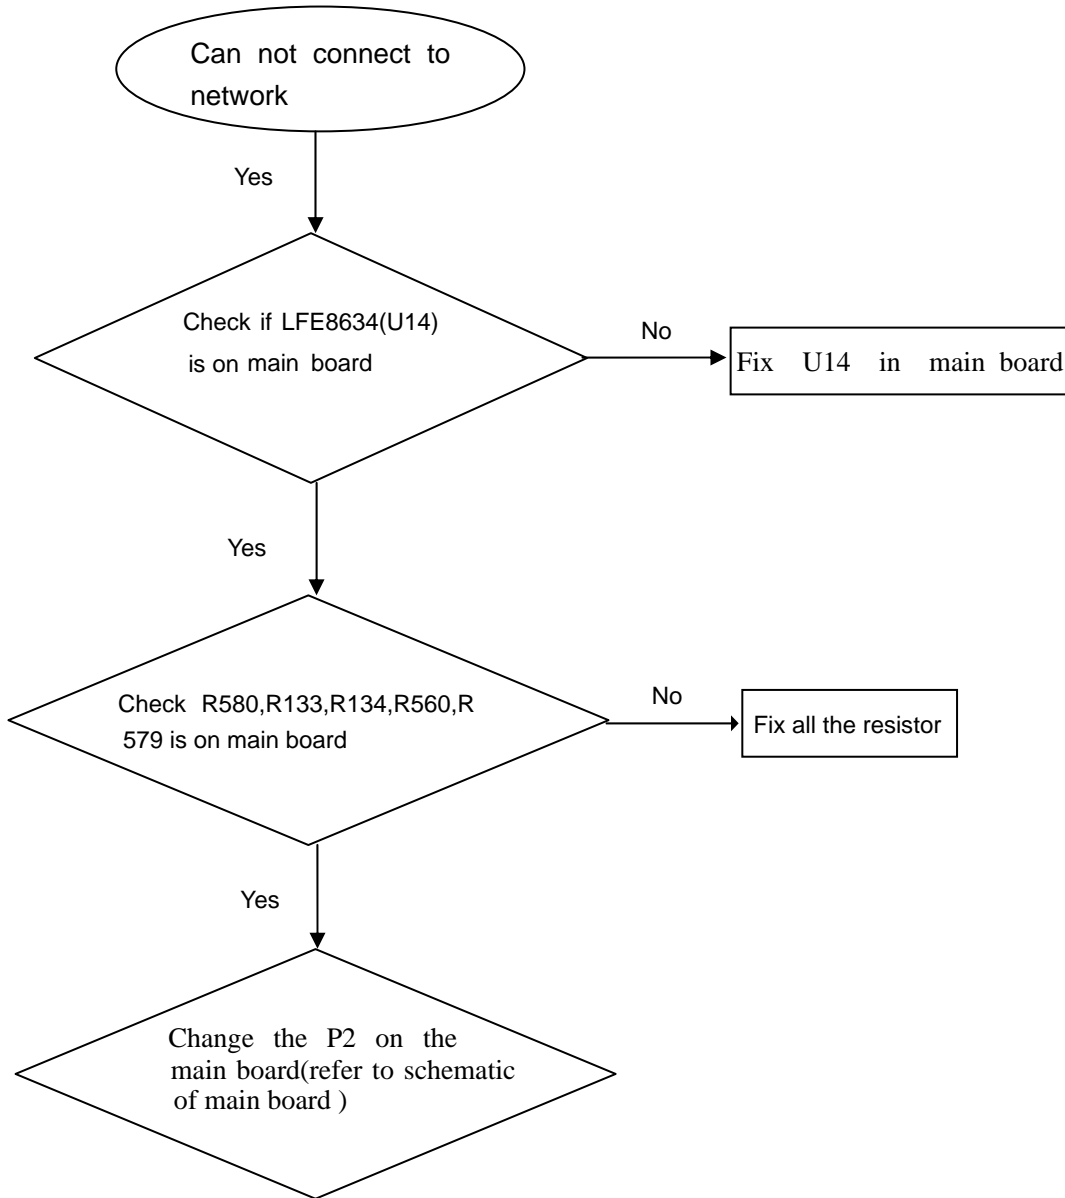 Can not connect to
network
Yes
Check if LFE8634(U14)
is on main board
No
Fix U14 in main board
Yes
Check R580,R133,R134,R560,R
579 is on main board
No
Fix all the resistor
Yes
Change the P2 on the
main board(refer to schematic
of main board )